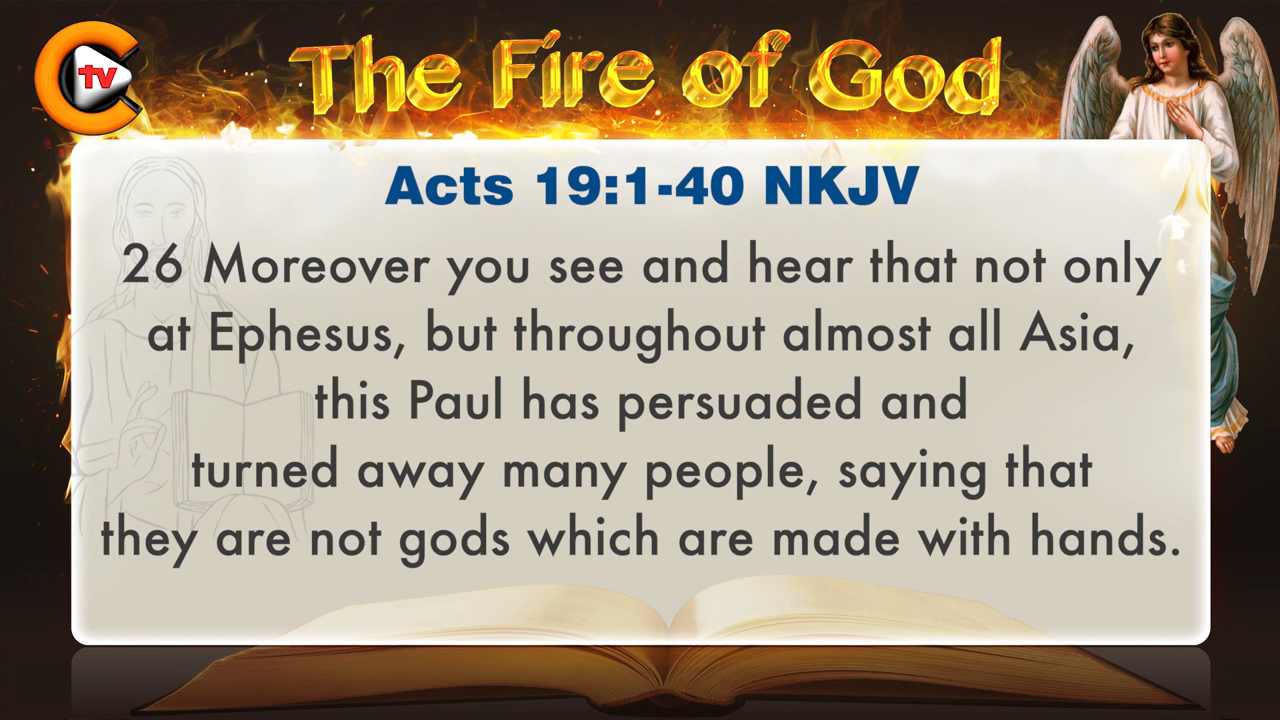 tv
The Fire of God
Acts 19:1-40 NKJV
26 Moreover you see and hear that not only
at Ephesus, but throughout almost all Asia,
this Paul has persuaded and
turned away many people, saying that
they are not gods which are made with hands.